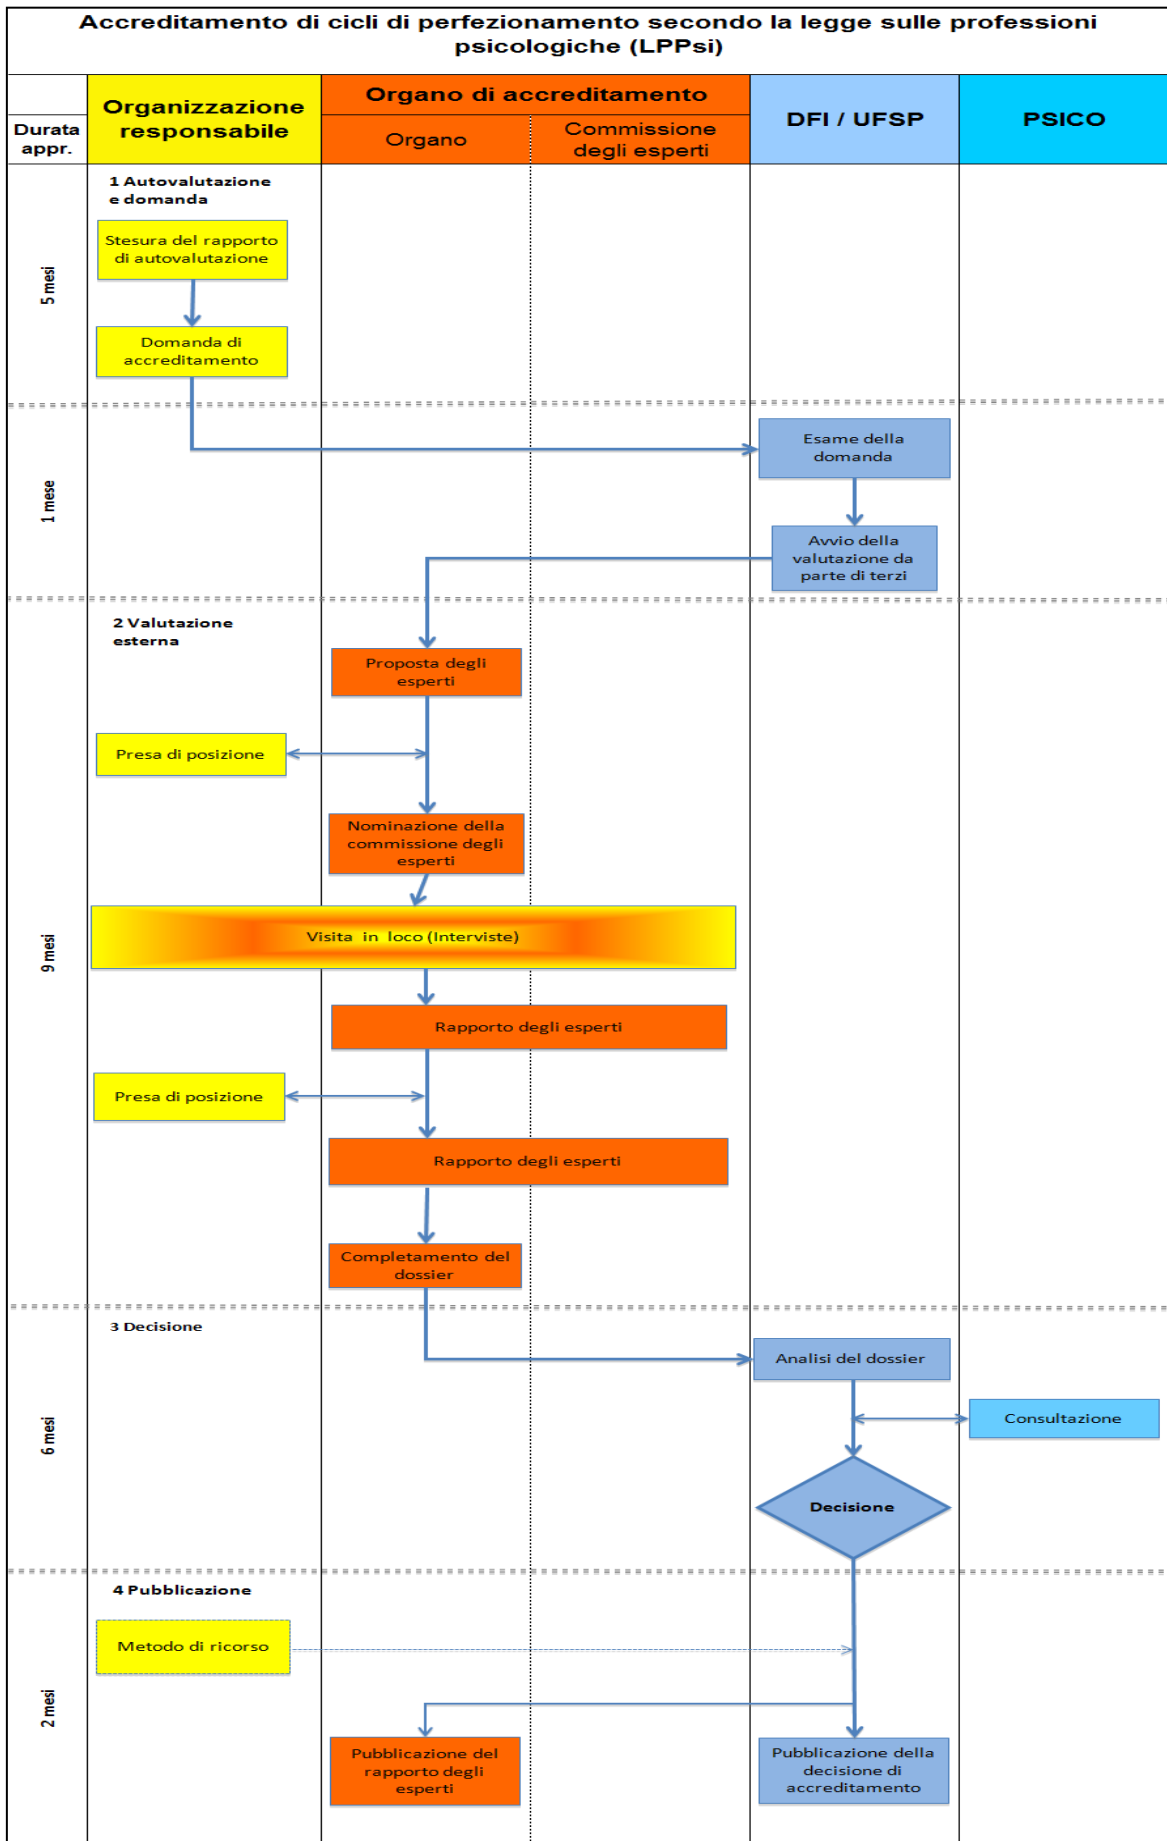 Accreditamento di cicli di perfezionamento secondo la legge sulle professioni
psicologiche (LPPsi)
Durata
appr.
Organizzazione
responsabile
Organo di accreditamento
Organo
Commissione
degli esperti
DFI / UFSP
PSICO
5 mesi
1 Autovalutazione
e domanda
Stesura del rapporto
di autovalutazione
Domanda di
accreditamento
1 mese
Esame della
domanda
Avvio della
valutazione da
parte di terzi
9 mesi
2 Valutazione
esterna
Proposta degli
esperti
Presa di posizione
Nominazione della
commissione degli
esperti
Visita in loco (Interviste)
Rapporto degli esperti
Presa di posizione
Rapporto degli esperti
Completamento del
dossier
6 mesi
3 Decisione
Analisi del dossier
Consultazione
Decisione
2 mesi
4 Pubblicazione
Metodo di ricorso
Pubblicazione del
rapporto degli
esperti
Pubblicazione della
decisione di
accreditamento